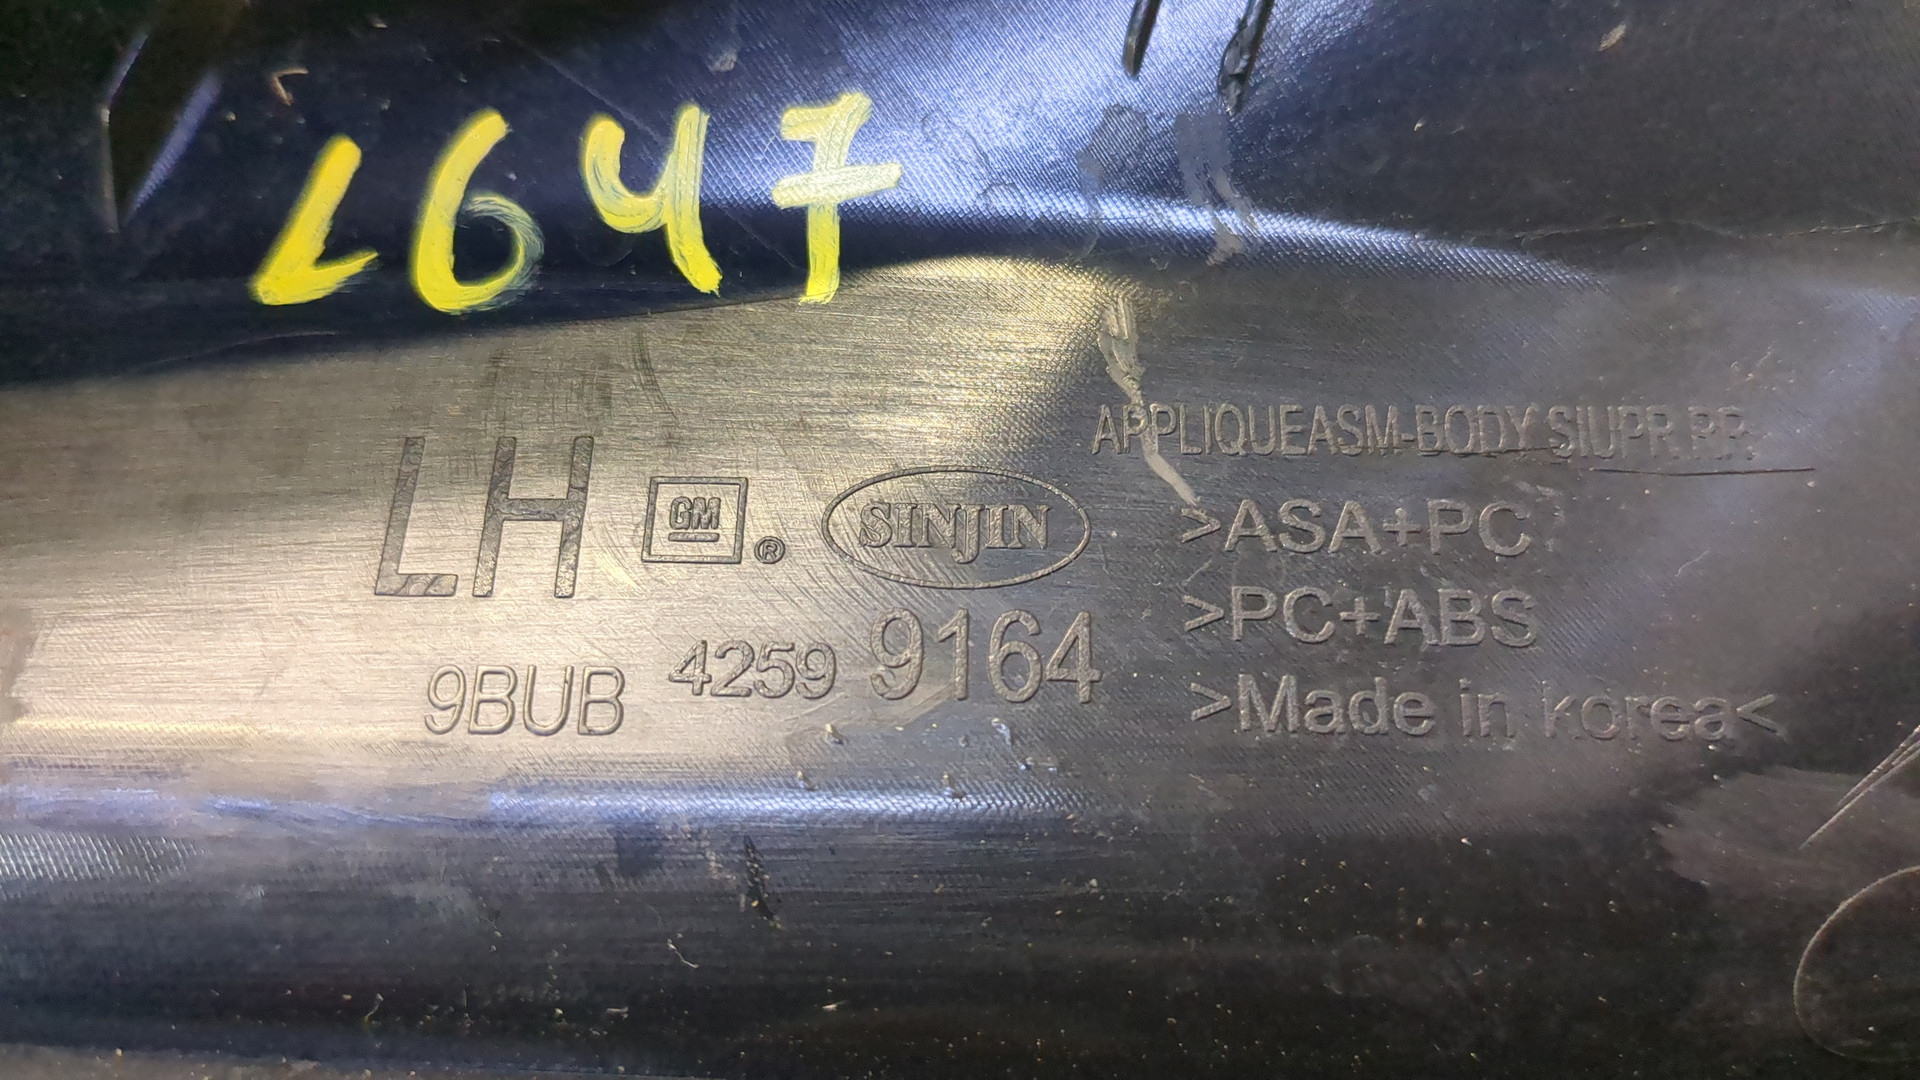 L647
APPLIQUEASM-BODY SIUPR RR
LH GM ® SINJIN >ASA+PC
>PC+ABS
9BUB 4259 9164
>Made in korea<